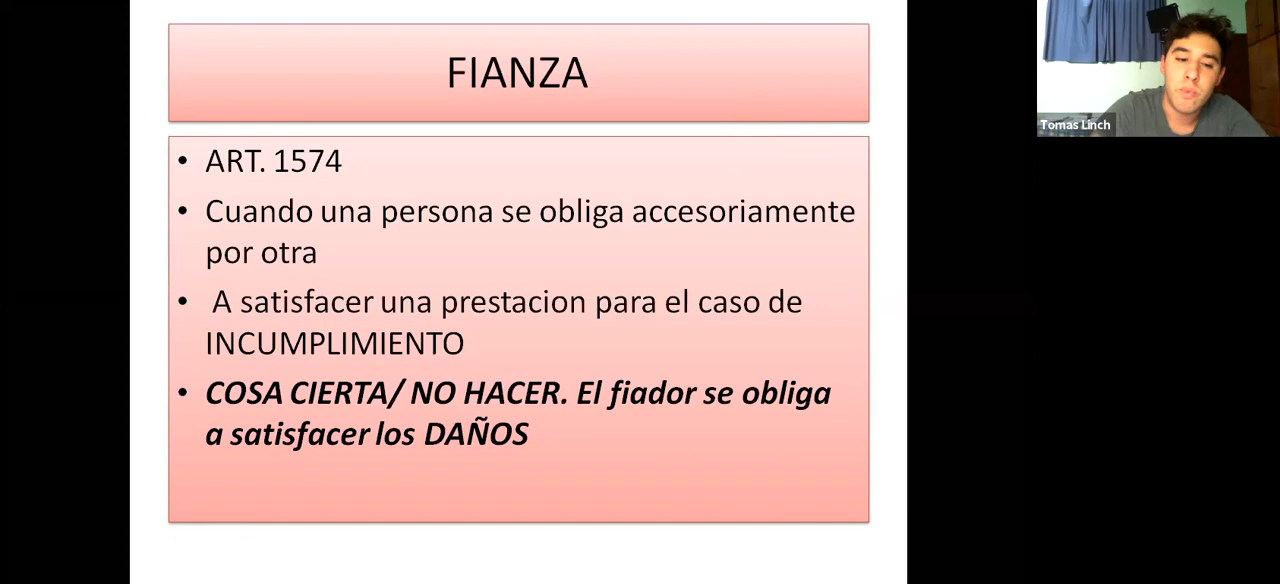 FIANZA
• ART. 1574
• Cuando una persona se obliga accesoriamente
por otra
• A satisfacer una prestacion para el caso de
INCUMPLIMIENTO
• COSA CIERTA/ NO HACER. El fiador se obliga
a satisfacer los DAÑOS
Tomas Linch